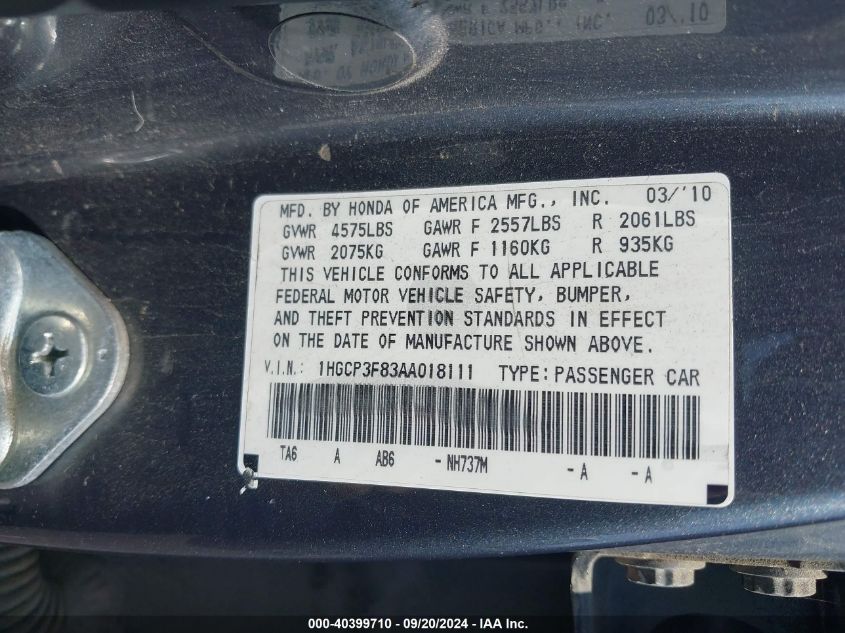 03/'10
MFD. BY HONDA OF AMERICA MFG., INC. 03/'10
GVWR 4575LBS GAWR F 2557LBS R 2061LBS
GVWR 2075KG GAWR F 1160KG R 935KG
THIS VEHICLE CONFORMS TO ALL APPLICABLE
FEDERAL MOTOR VEHICLE SAFETY, BUMPER,
AND THEFT PREVENTION STANDARDS IN EFFECT
ON THE DATE OF MANUFACTURE SHOWN ABOVE.
V.I.N.: 1HGCP3F83AA018111 TYPE: PASSENGER CAR
TA6 A AB6 - NH737M - A - A
000-40399710 - 09/20/2024 - IAA Inc.